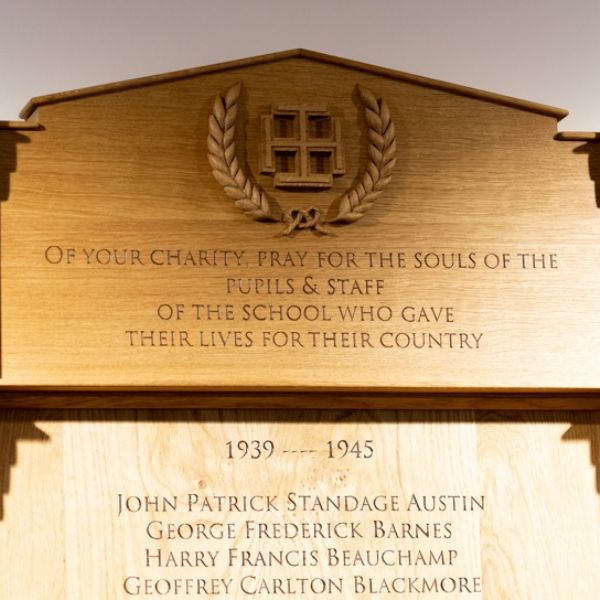 OF YOUR CHARITY, PRAY FOR THE SOULS OF THE
PUPILS & STAFF
OF THE SCHOOL WHO GAVE
THEIR LIVES FOR THEIR COUNTRY
1939 ---- 1945
JOHN PATRICK STANDAGE AUSTIN
GEORGE FREDERICK BARNES
HARRY FRANCIS BEAUCHAMP
GEOFFREY CARLTON BLACKMORE